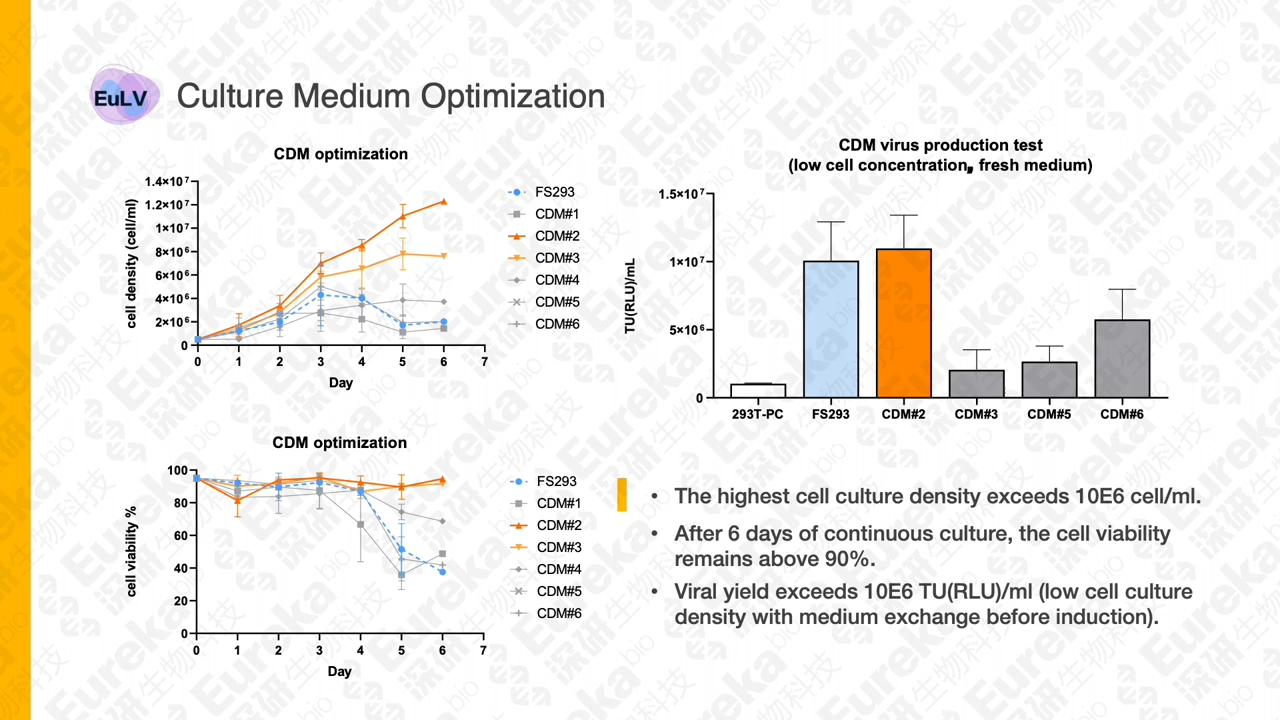 EuLV
Culture Medium Optimization
CDM optimization
cell density (cell/ml)
1.4×10⁷
1.2×10⁷
1×10⁷
8×10⁶
6×10⁶
4×10⁶
2×10⁶
0
0 1 2 3 4 5 6 7
Day
FS293
CDM#1
CDM#2
CDM#3
CDM#4
CDM#5
CDM#6
CDM virus production test
(low cell concentration, fresh medium)
TU(RLU)/mL
1.5×10⁷
1×10⁷
5×10⁶
0
293T-PC FS293 CDM#2 CDM#3 CDM#5 CDM#6
CDM optimization
cell viability %
100
80
60
40
20
0
0 1 2 3 4 5 6 7
Day
FS293
CDM#1
CDM#2
CDM#3
CDM#4
CDM#5
CDM#6
• The highest cell culture density exceeds 10E6 cell/ml.
• After 6 days of continuous culture, the cell viability
remains above 90%.
• Viral yield exceeds 10E6 TU(RLU)/ml (low cell culture
density with medium exchange before induction).
Eureka bio
深研生物科技